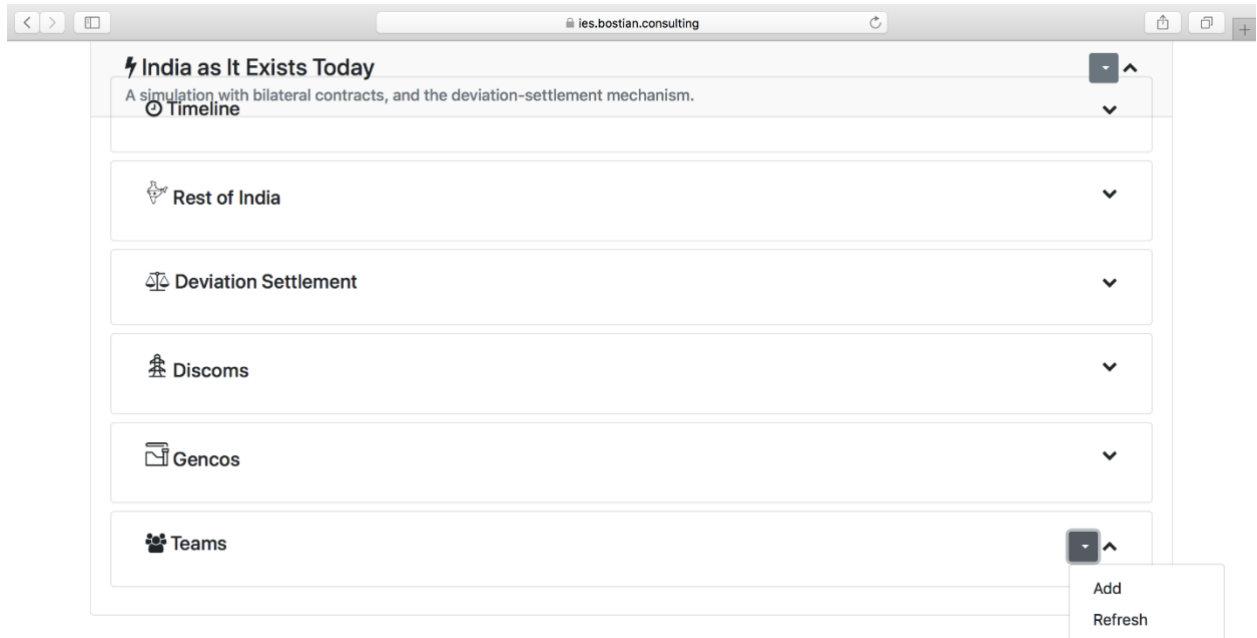 ies.bostian.consulting
India as It Exists Today
A simulation with bilateral contracts, and the deviation-settlement mechanism.
Timeline
Rest of India
Deviation Settlement
Discoms
Gencos
Teams
Add
Refresh